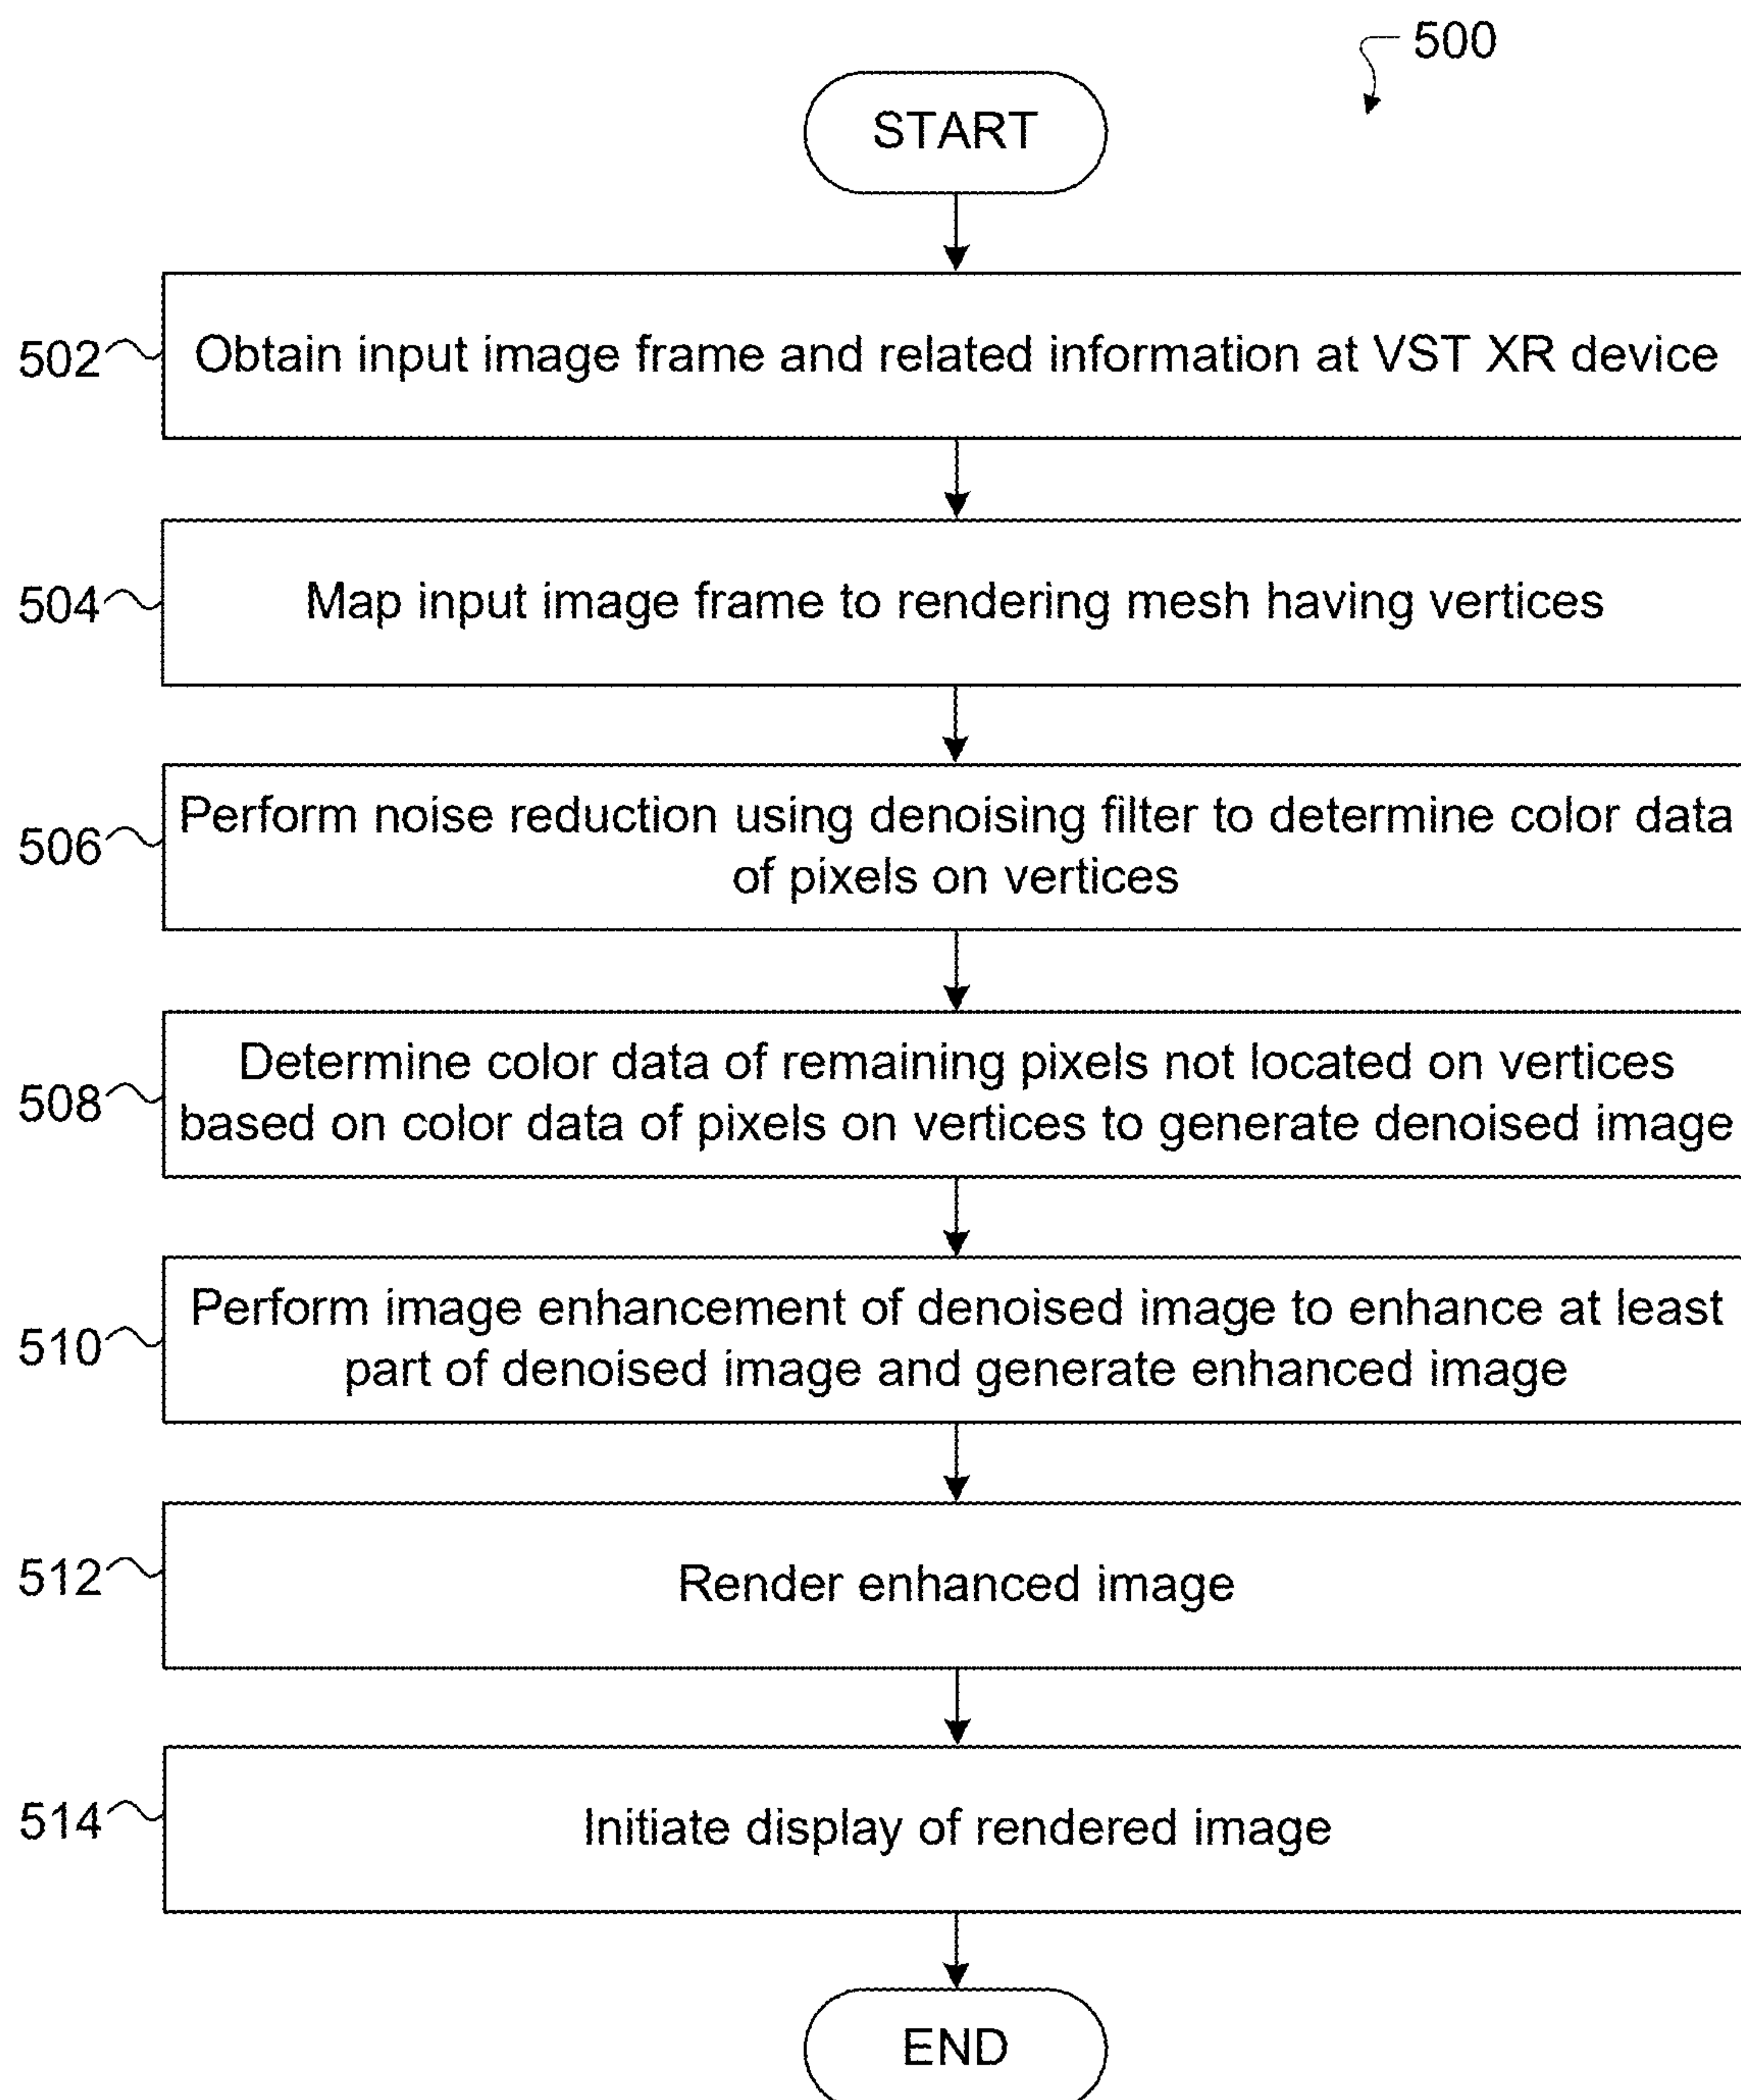 500
START
502
Obtain input image frame and related information at VST XR device
504
Map input image frame to rendering mesh having vertices
506
Perform noise reduction using denoising filter to determine color data
of pixels on vertices
508
Determine color data of remaining pixels not located on vertices
based on color data of pixels on vertices to generate denoised image
510
Perform image enhancement of denoised image to enhance at least
part of denoised image and generate enhanced image
512
Render enhanced image
514
Initiate display of rendered image
END